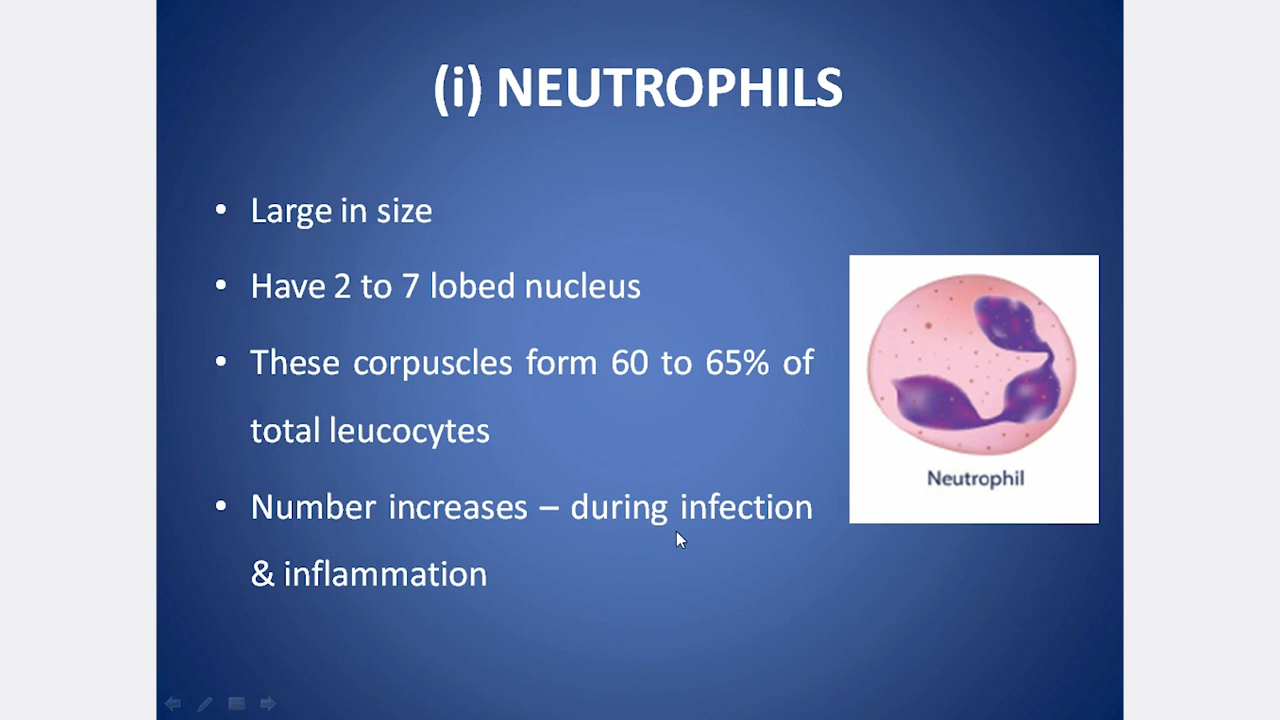 (i) NEUTROPHILS
• Large in size
• Have 2 to 7 lobed nucleus
• These corpuscles form 60 to 65% of
total leucocytes
• Number increases – during infection
& inflammation
Neutrophil